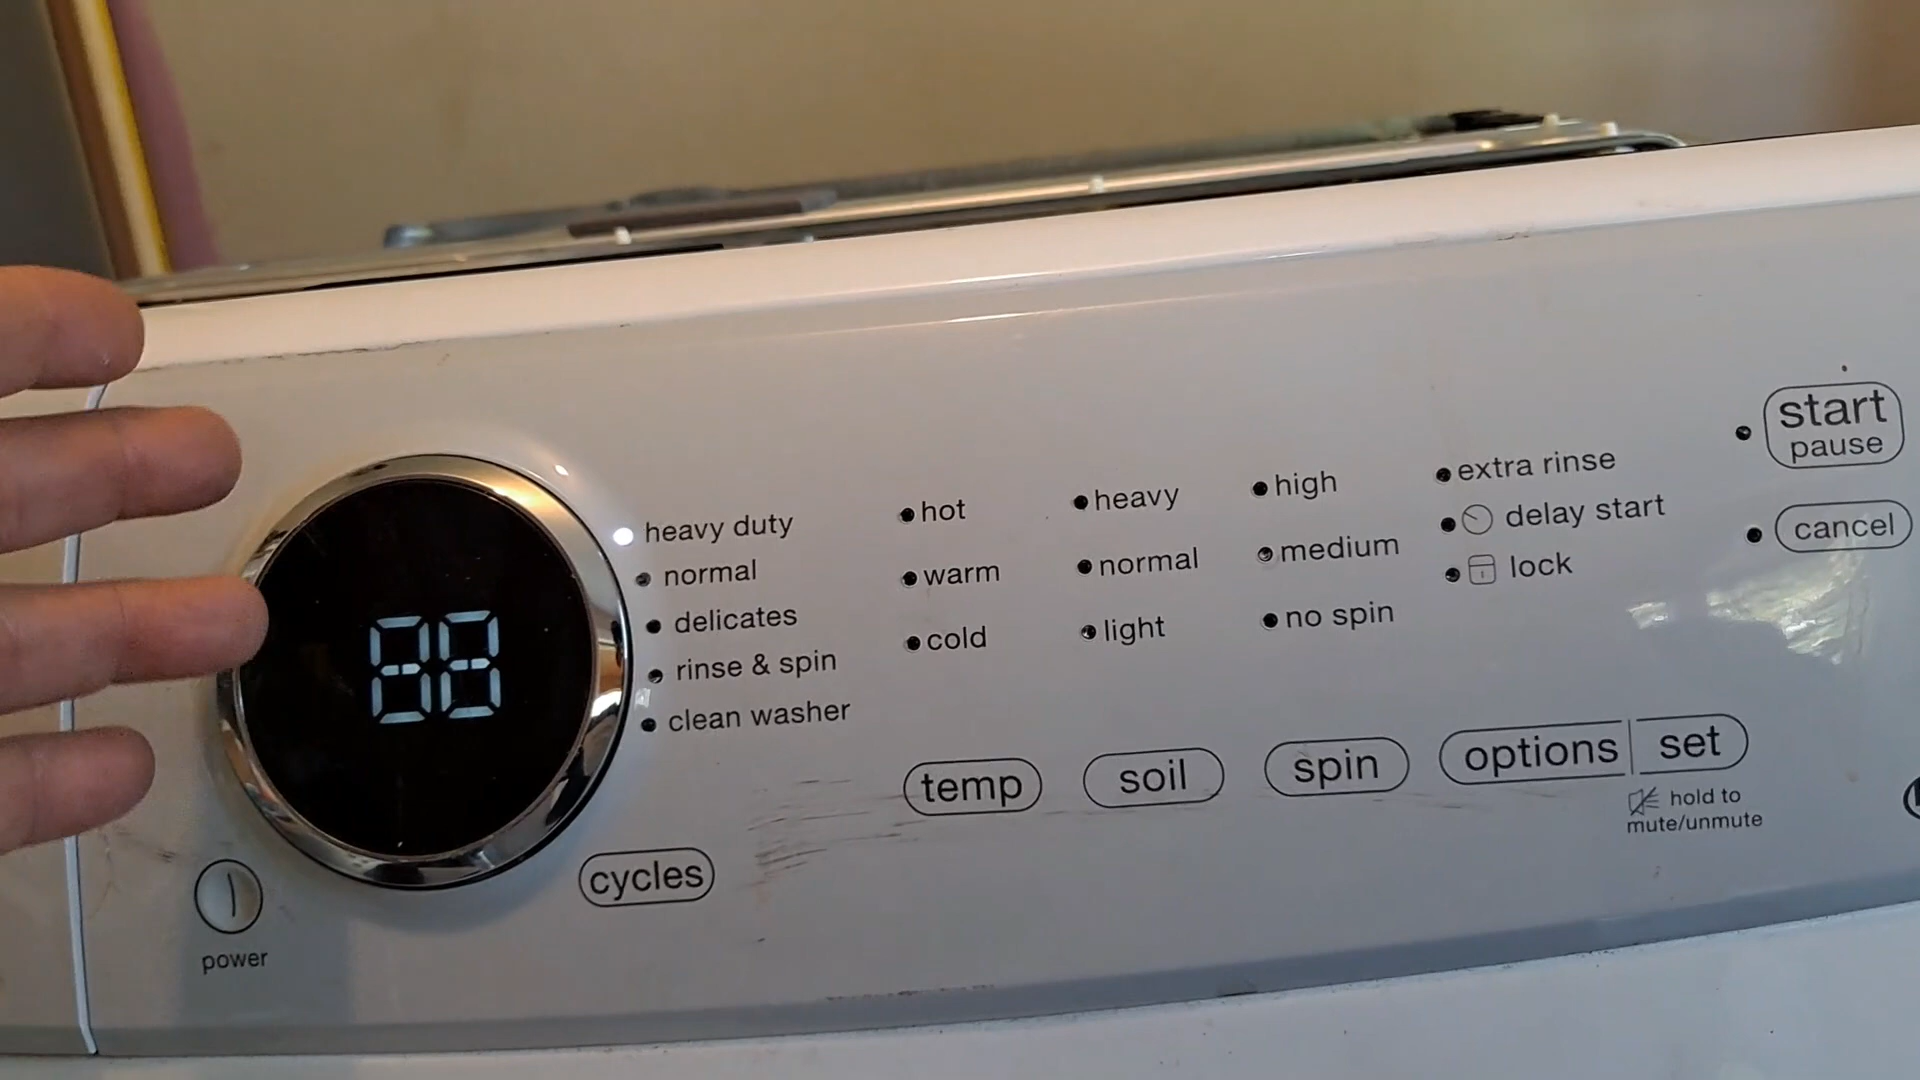 88
power
cycles
heavy duty
normal
delicates
rinse & spin
clean washer
hot
warm
cold
temp
heavy
normal
light
soil
high
medium
no spin
spin
extra rinse
delay start
lock
options set
hold to
mute/unmute
start
pause
cancel